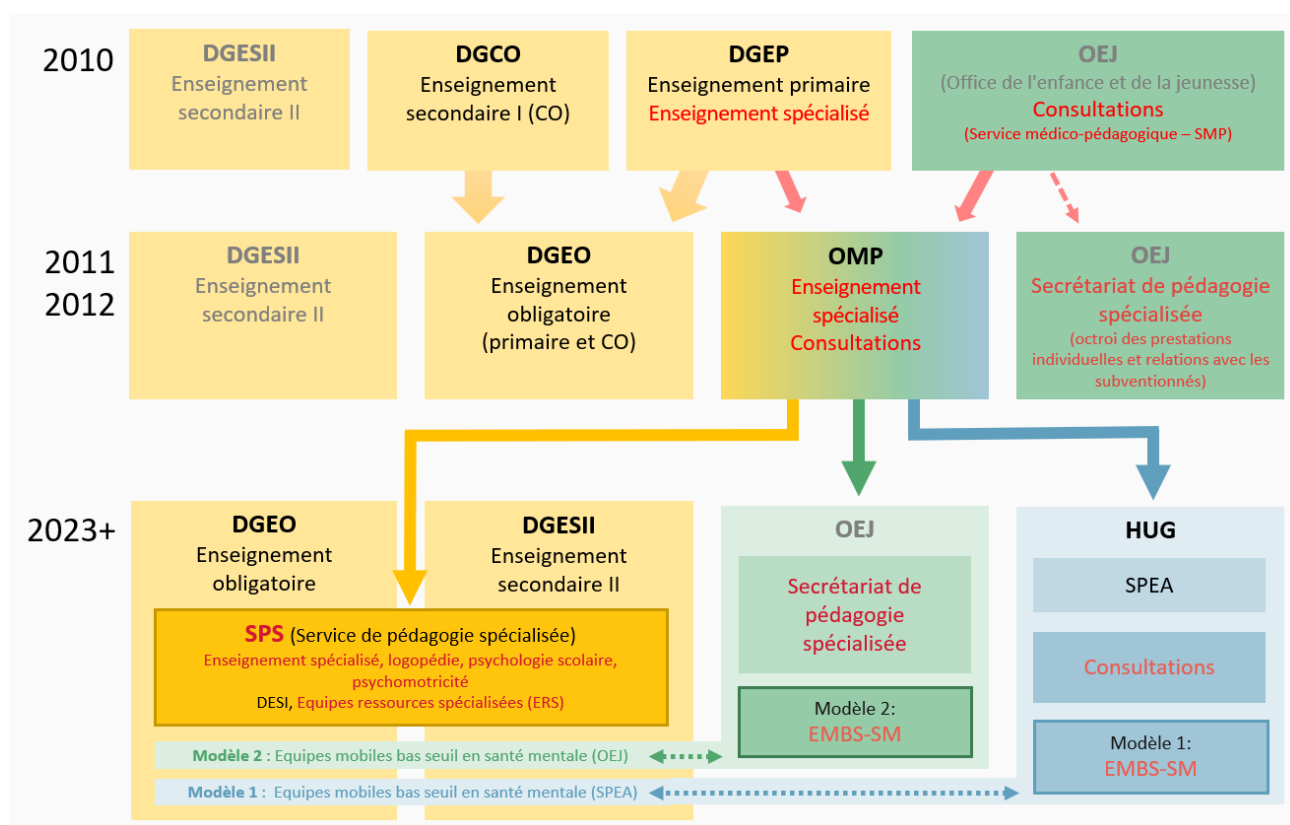 2010
DGESII
Enseignement
secondaire II
DGCO
Enseignement
secondaire I (CO)
DGEP
Enseignement primaire
Enseignement spécialisé
OEJ
(Office de l'enfance et de la jeunesse)
Consultations
(Service médico-pédagogique – SMP)
2011
2012
DGESII
Enseignement
secondaire II
DGEO
Enseignement
obligatoire
(primaire et CO)
OMP
Enseignement
spécialisé
Consultations
OEJ
Secrétariat de pédagogie
spécialisée
(octroi des prestations
individuelles et relations avec les
subventionnés)
2023+
DGEO
Enseignement
obligatoire
DGESII
Enseignement
secondaire II
SPS (Service de pédagogie spécialisée)
Enseignement spécialisé, logopédie, psychologie scolaire,
psychomotricité
DESI, Equipes ressources spécialisées (ERS)
OEJ
Secrétariat de
pédagogie
spécialisée
Modèle 2:
EMBS-SM
HUG
SPEA
Consultations
Modèle 1:
EMBS-SM
Modèle 2 : Equipes mobiles bas seuil en santé mentale (OEJ)
Modèle 1 : Equipes mobiles bas seuil en santé mentale (SPEA)